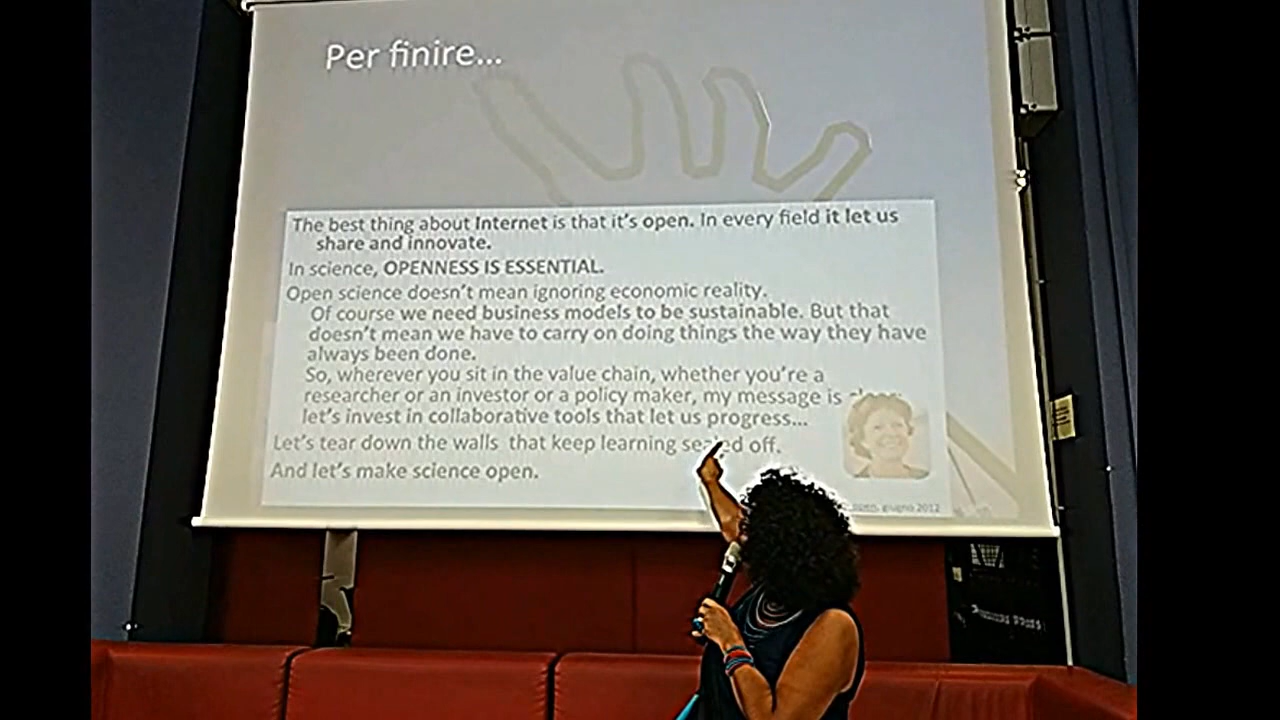 Per finire...
The best thing about Internet is that it's open. In every field it let us
share and innovate.
In science, OPENNESS IS ESSENTIAL.
Open science doesn't mean ignoring economic reality.
Of course we need business models to be sustainable. But that
doesn't mean we have to carry on doing things the way they have
always been done.
So, wherever you sit in the value chain, whether you're a
researcher or an investor or a policy maker, my message is
let's invest in collaborative tools that let us progress...
Let's tear down the walls that keep learning sealed off.
And let's make science open.
giugno 2012